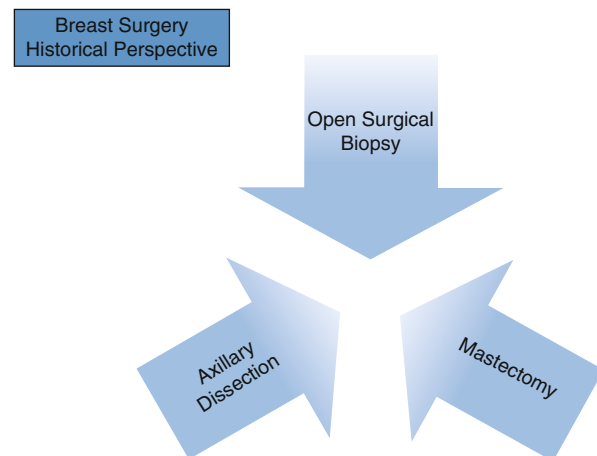 Breast Surgery
Historical Perspective
Open Surgical
Biopsy
Axillary
Dissection
Mastectomy